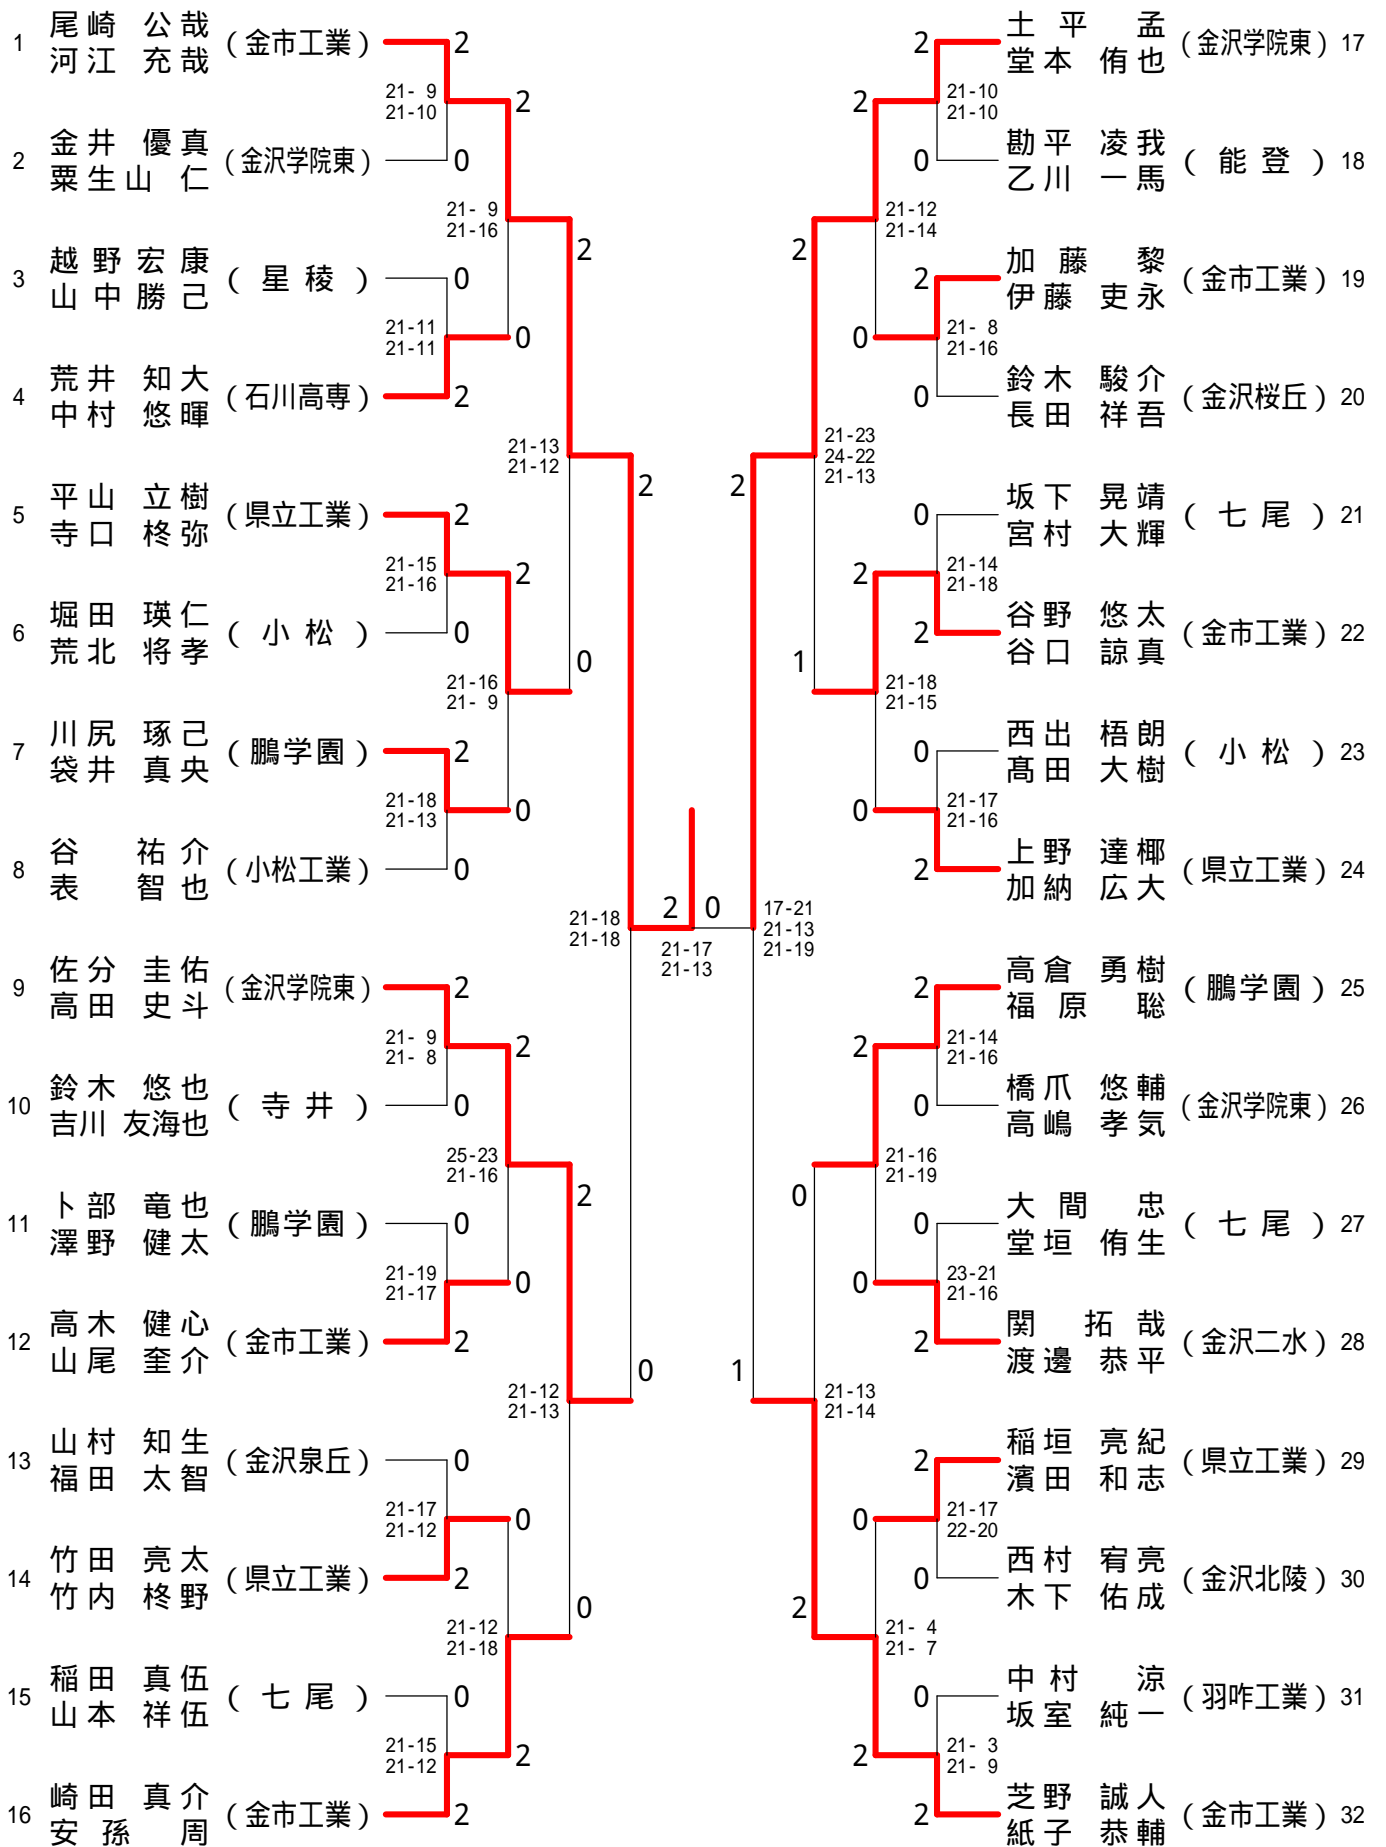 1 尾崎 公哉 (金市工業) 2
河江 充哉
21- 9
21-10
2
2 金井 優真 (金沢学院東) 0
粟生山 仁
21- 9
21-16
2
3 越野宏康 (星稜) 0
山中勝己
21-11
21-11
0
4 荒井 知大 (石川高専) 2
中村 悠暉
21-13
21-12
2
5 平山 立樹 (県立工業) 2
寺口 柊弥
21-15
21-16
2
6 堀田 瑛仁 (小松) 0
荒北 将孝
21-16
21- 9
0
7 川尻 琢己 (鵬学園) 2
袋井 真央
21-18
21-13
0
8 谷 祐介 (小松工業) 0
表 智也
21-18
21-18
2 0
21-17
21-13
9 佐分 圭佑 (金沢学院東) 2
高田 史斗
21- 9
21- 8
2
10 鈴木 悠也 (寺井) 0
吉川 友海也
25-23
21-16
2
11 卜部 竜也 (鵬学園) 0
澤野 健太
21-19
21-17
0
12 高木 健心 (金市工業) 2
山尾 奎介
21-12
21-13
0
13 山村 知生 (金沢泉丘) 0
福田 太智
21-17
21-12
0
14 竹田 亮太 (県立工業) 2
竹内 柊野
21-12
21-18
0
15 稲田 真伍 (七尾) 0
山本 祥伍
21-15
21-12
2
16 崎田 真介 (金市工業) 2
安孫 周
2 土平 孟 (金沢学院東) 17
堂本 侑也
2
21-10
21-10
0 勘平 凌我 (能登) 18
乙川 一馬
2
21-12
21-14
2 加藤 黎 (金市工業) 19
伊藤 吏永
0
21- 8
21-16
0 鈴木 駿介 (金沢桜丘) 20
長田 祥吾
2
21-23
24-22
21-13
0 坂下 晃靖 (七尾) 21
宮村 大輝
2
21-14
21-18
2 谷野 悠太 (金市工業) 22
谷口 諒真
1
21-18
21-15
0 西出 梧朗 (小松) 23
髙田 大樹
0
21-17
21-16
2 上野 達椰 (県立工業) 24
加納 広大
17-21
21-13
21-19
2 高倉 勇樹 (鵬学園) 25
福原 聡
2
21-14
21-16
0 橋爪 悠輔 (金沢学院東) 26
高嶋 孝気
0
21-16
21-19
0 大間 忠 (七尾) 27
堂垣 侑生
0
23-21
21-16
2 関 拓哉 (金沢二水) 28
渡邊 恭平
1
21-13
21-14
2 稲垣 亮紀 (県立工業) 29
濱田 和志
0
21-17
22-20
0 西村 宥亮 (金沢北陵) 30
木下 佑成
2
21- 4
21- 7
0 中村 涼 (羽咋工業) 31
坂室 純一
2
21- 3
21- 9
2 芝野 誠人 (金市工業) 32
紙子 恭輔